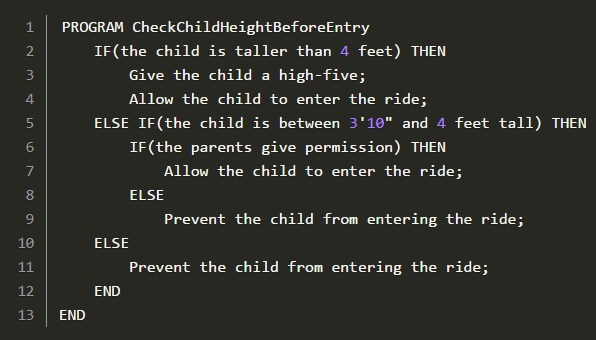 1 PROGRAM CheckChildHeightBeforeEntry
2 IF(the child is taller than 4 feet) THEN
3 Give the child a high-five;
4 Allow the child to enter the ride;
5 ELSE IF(the child is between 3'10" and 4 feet tall) THEN
6 IF(the parents give permission) THEN
7 Allow the child to enter the ride;
8 ELSE
9 Prevent the child from entering the ride;
10 ELSE
11 Prevent the child from entering the ride;
12 END
13 END